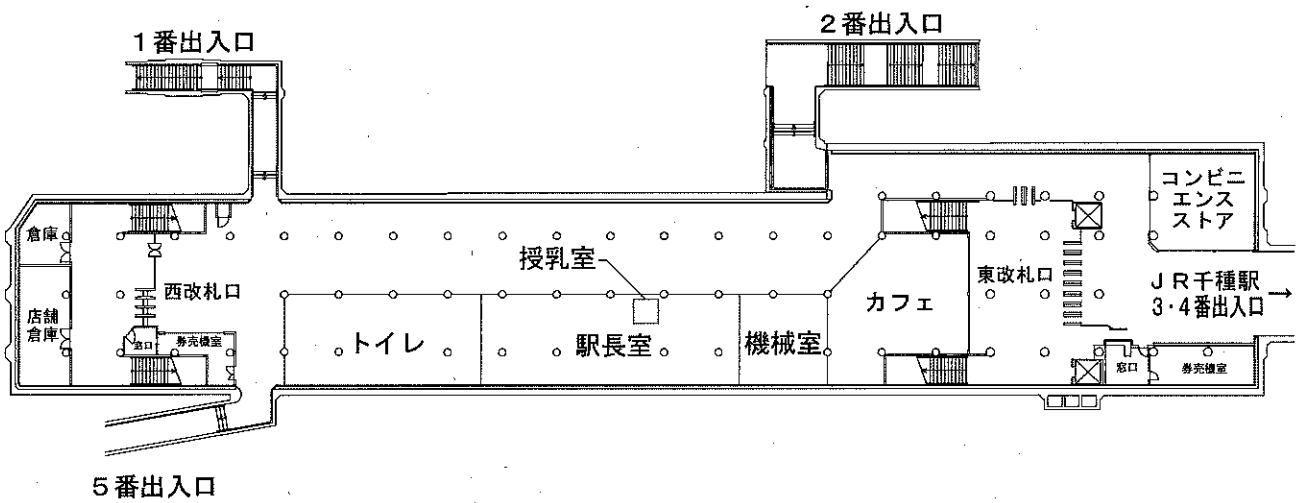 １番出入口
２番出入口
コンビニ
エンス
ストア
倉庫
授乳室
西改札口
東改札口
ＪＲ千種駅
３・４番出入口 →
カフェ
店舗
倉庫
窓口
券売機室
トイレ
駅長室
機械室
窓口
券売機室
５番出入口